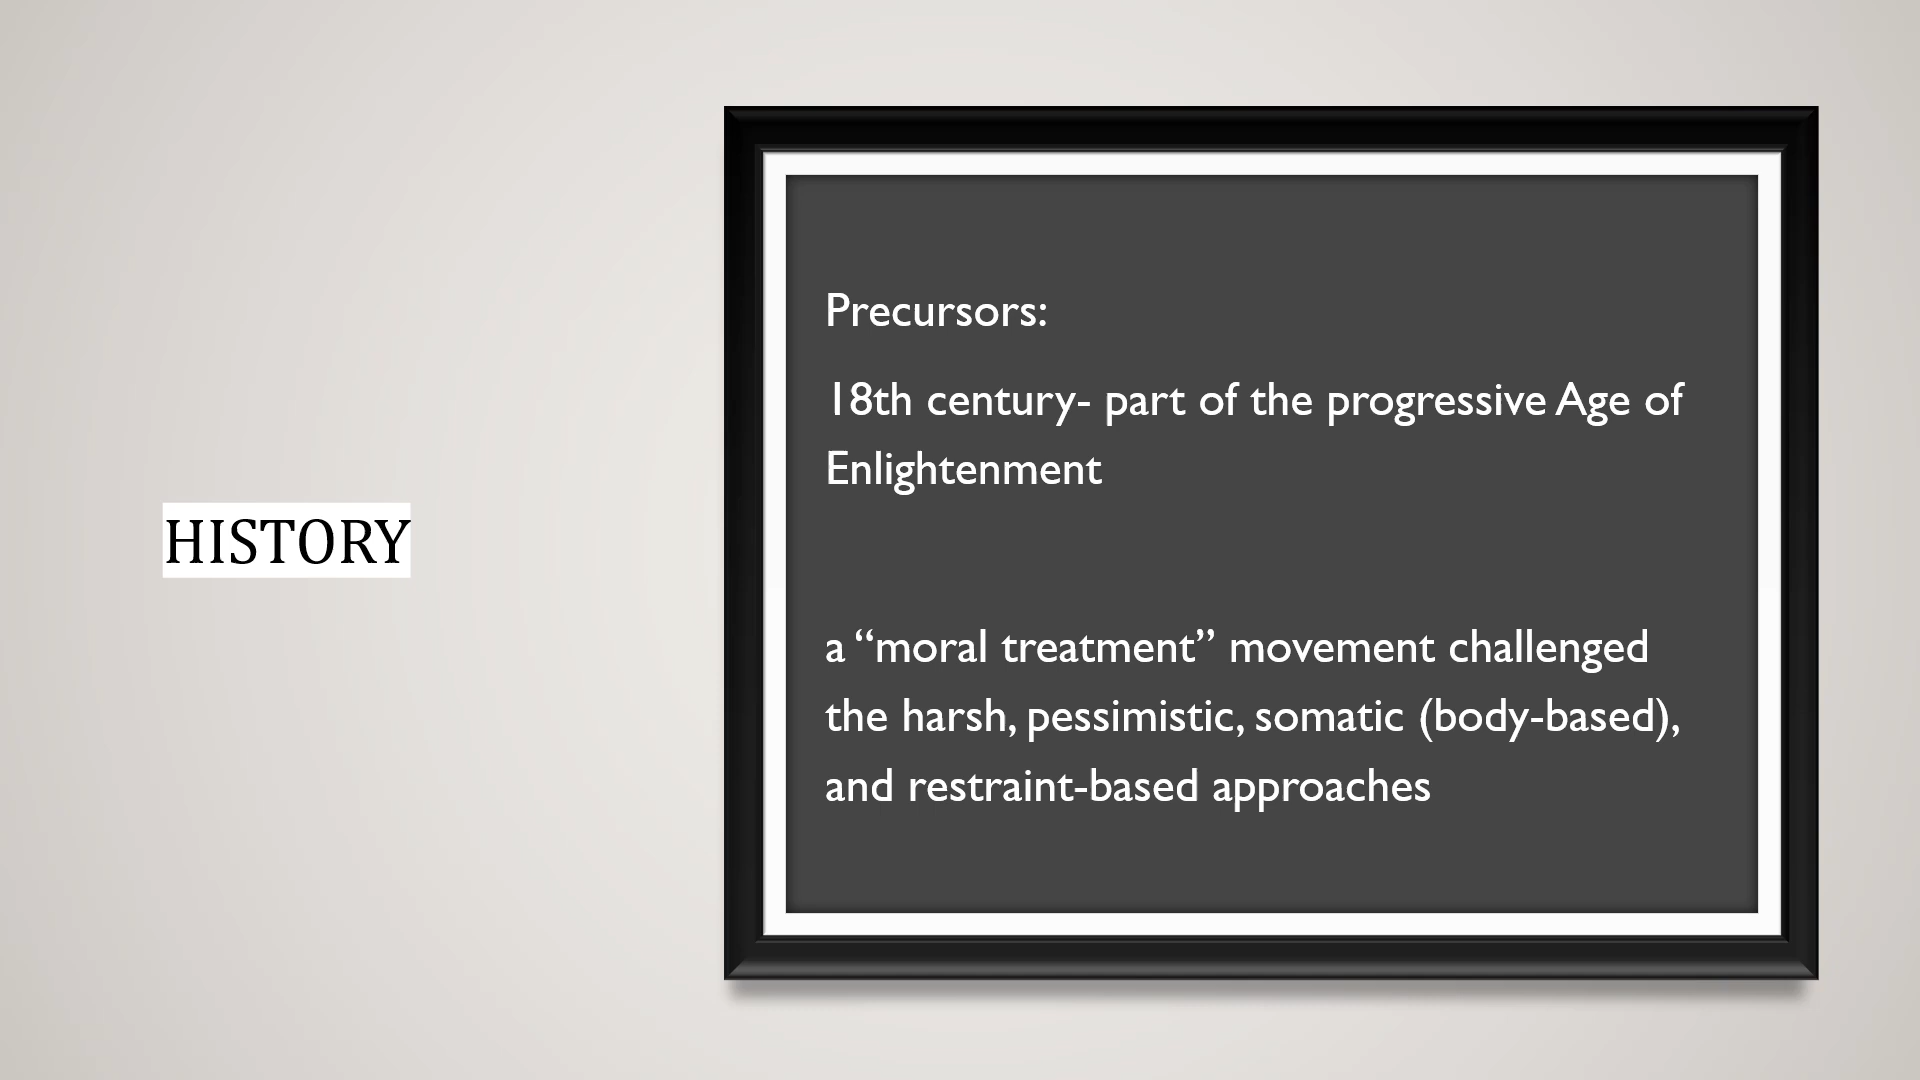 HISTORY
Precursors:
18th century- part of the progressive Age of
Enlightenment
a “moral treatment” movement challenged
the harsh, pessimistic, somatic (body-based),
and restraint-based approaches